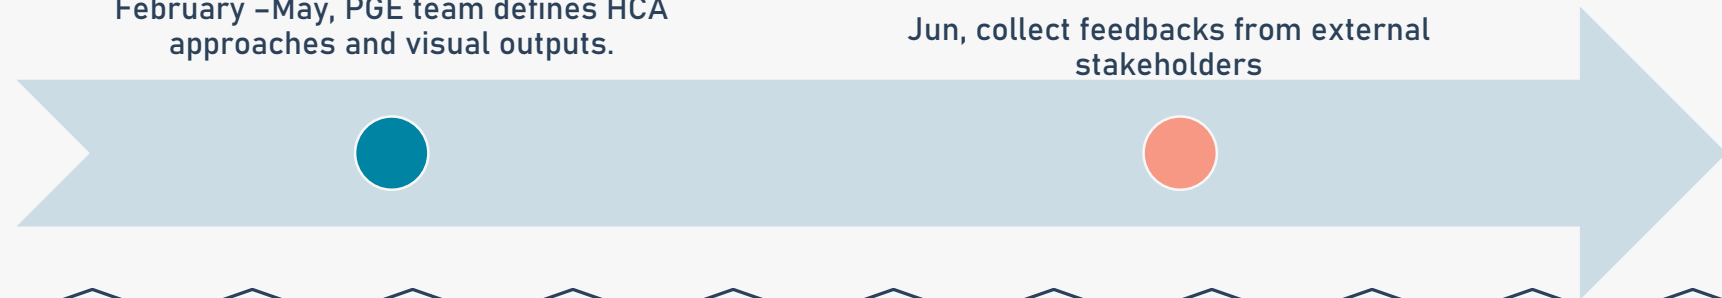 February –May, PGE team defines HCA
approaches and visual outputs.
Jun, collect feedbacks from external
stakeholders